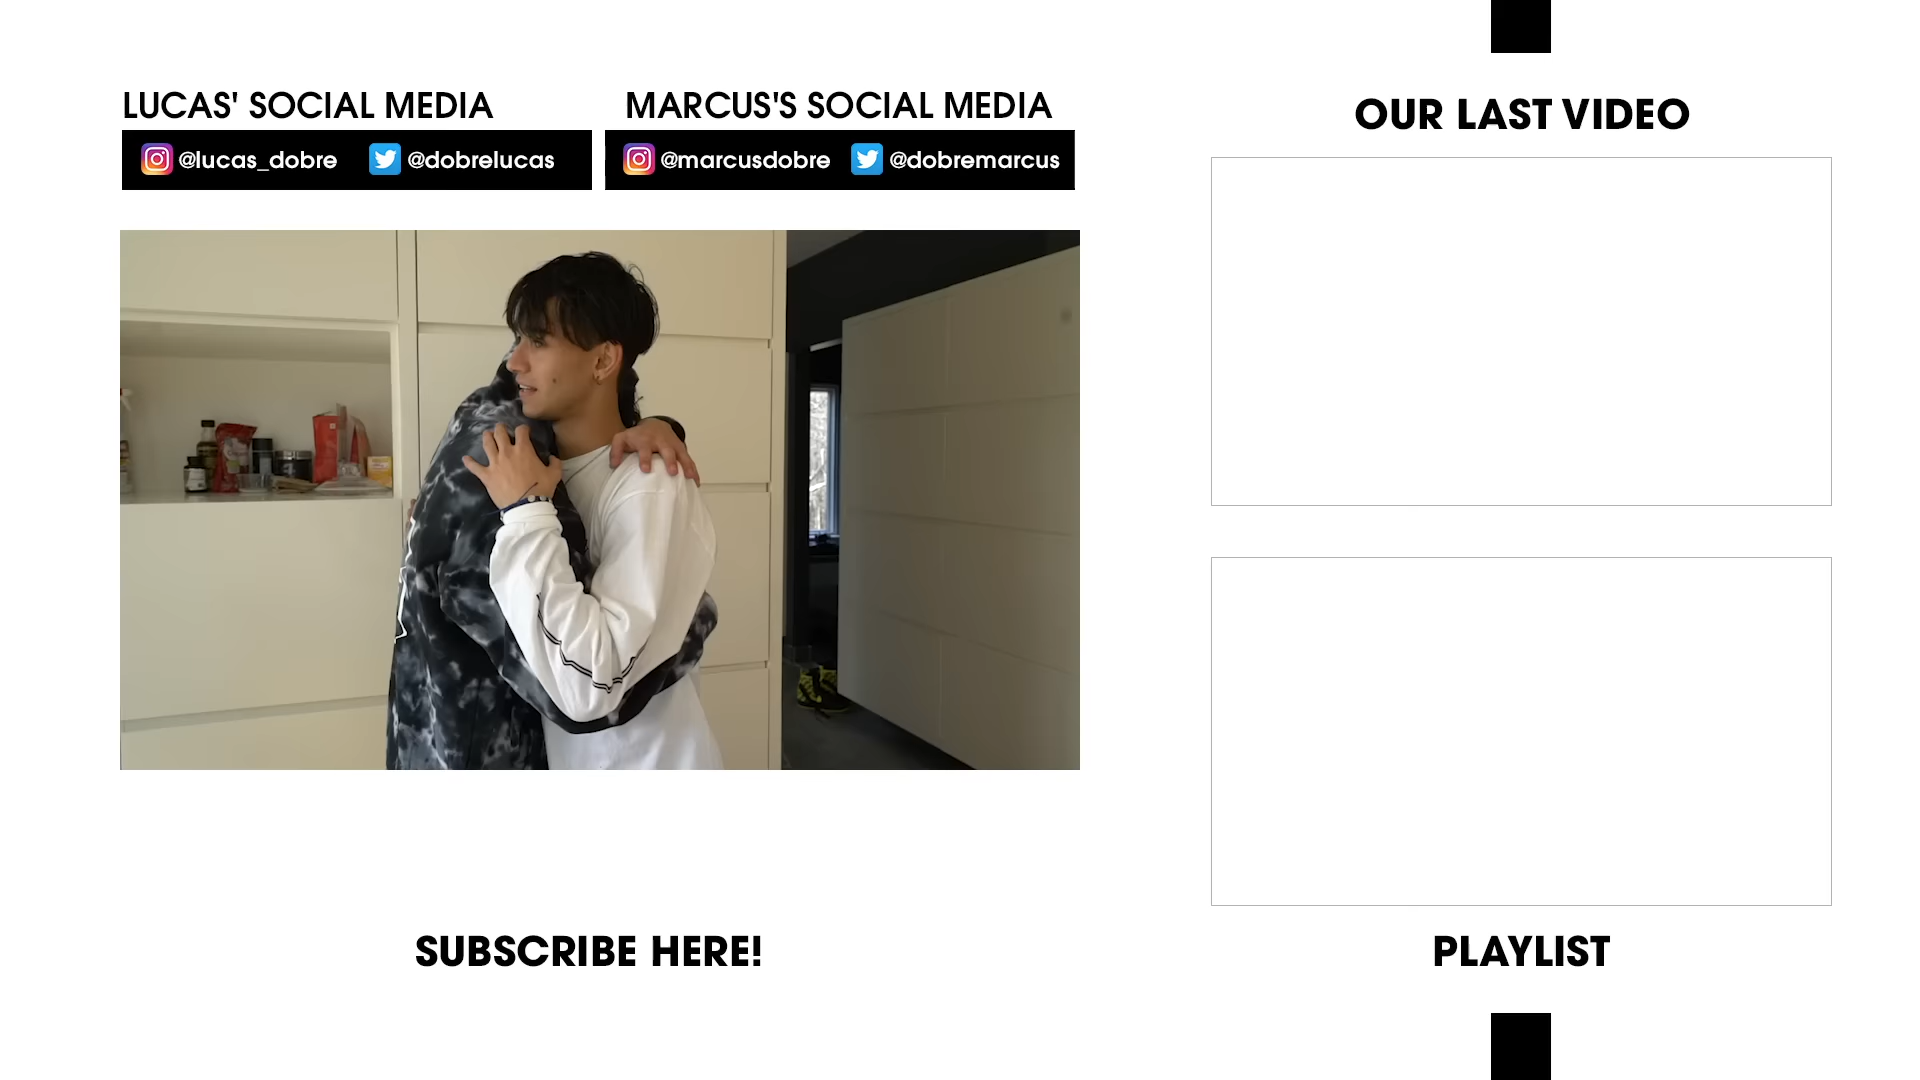 LUCAS' SOCIAL MEDIA
@lucas_dobre @dobrelucas
MARCUS'S SOCIAL MEDIA
@marcusdobre @dobremarcus
OUR LAST VIDEO
SUBSCRIBE HERE!
PLAYLIST